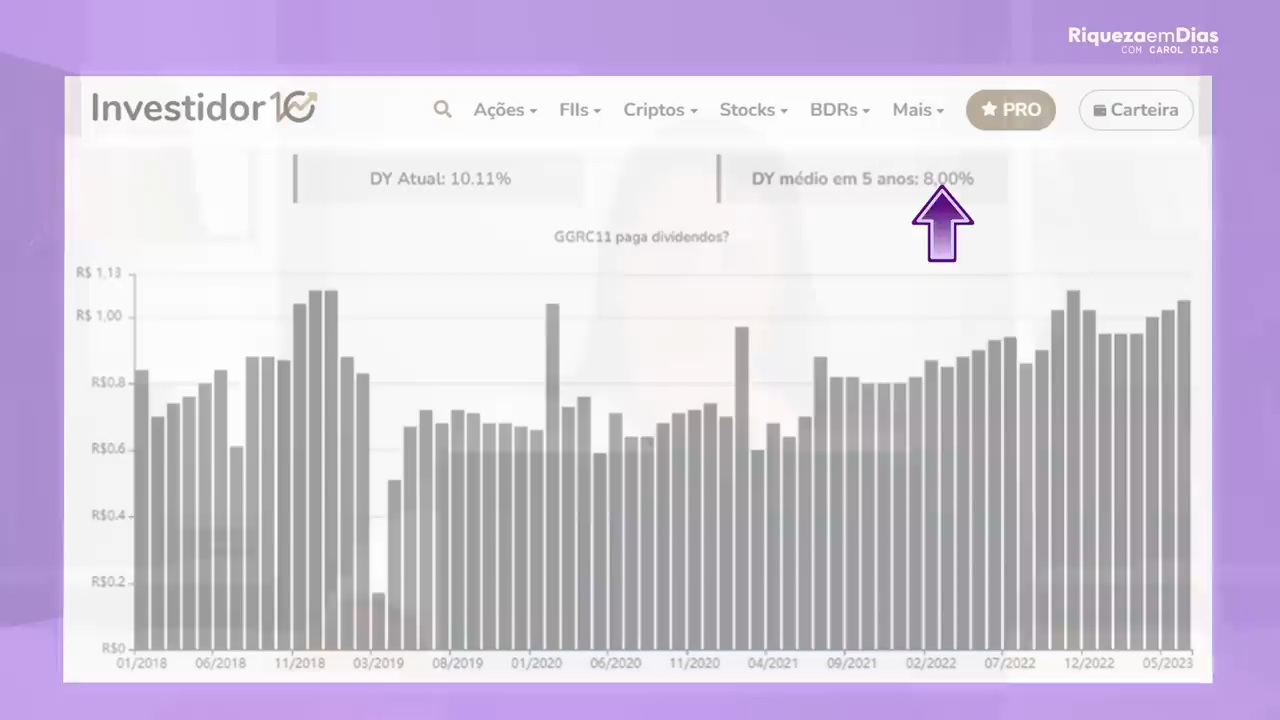 RiquezaemDias
COM CAROL DIAS
Investidor 10
Ações
FIIs
Criptos
Stocks
BDRs
Mais
PRO
Carteira
DY Atual: 10.11%
DY médio em 5 anos: 8,00%
GGRC11 paga dividendos?
R$ 1,13
R$ 1,00
R$0.8
R$0.6
R$0.4
R$0.2
R$0
01/2018 06/2018 11/2018 03/2019 08/2019 01/2020 06/2020 11/2020 04/2021 09/2021 02/2022 07/2022 12/2022 05/2023